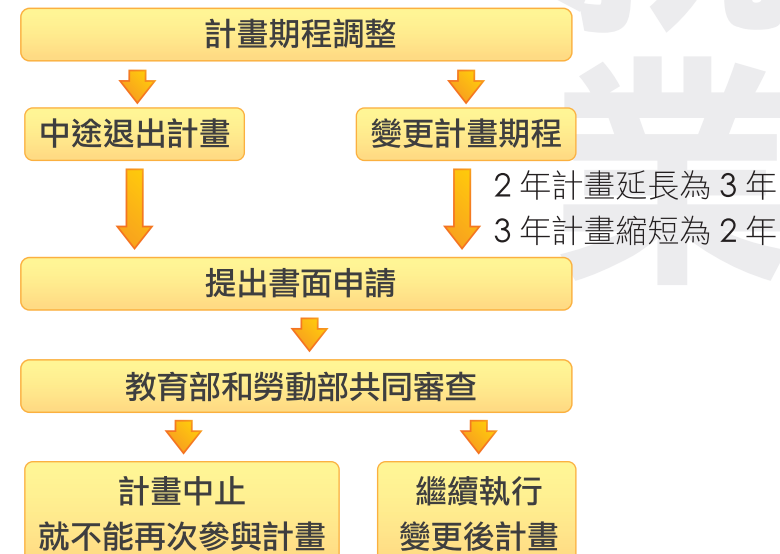 計畫期程調整
中途退出計畫
變更計畫期程
2 年計畫延長為 3 年
3 年計畫縮短為 2 年
提出書面申請
教育部和勞動部共同審查
計畫中止
就不能再次參與計畫
繼續執行
變更後計畫
業